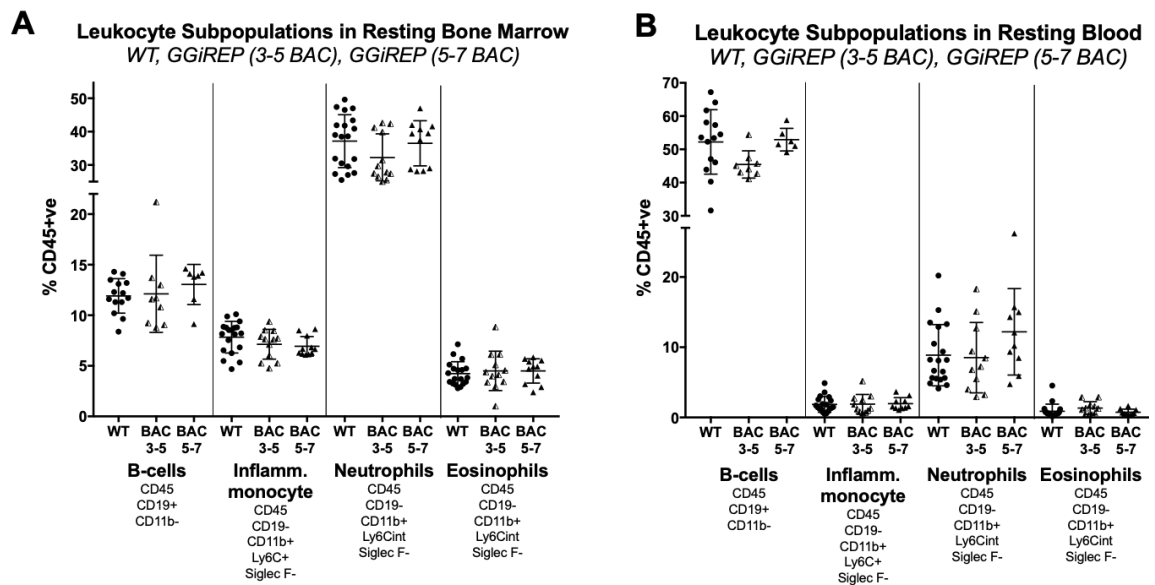 A
Leukocyte Subpopulations in Resting Bone Marrow
WT, GGiREP (3-5 BAC), GGiREP (5-7 BAC)
% CD45+ve
50
40
30
20
15
10
5
0
WT BAC 3-5 BAC 5-7 WT BAC 3-5 BAC 5-7 WT BAC 3-5 BAC 5-7 WT BAC 3-5 BAC 5-7
B-cells
CD45
CD19+
CD11b-
Inflamm.
monocyte
CD45
CD19-
CD11b+
Ly6C+
Siglec F-
Neutrophils
CD45
CD19-
CD11b+
Ly6Cint
Siglec F-
Eosinophils
CD45
CD19-
CD11b+
Ly6Cint
Siglec F-
B
Leukocyte Subpopulations in Resting Blood
WT, GGiREP (3-5 BAC), GGiREP (5-7 BAC)
% CD45+ve
70
60
50
40
30
20
10
0
WT BAC 3-5 BAC 5-7 WT BAC 3-5 BAC 5-7 WT BAC 3-5 BAC 5-7 WT BAC 3-5 BAC 5-7
B-cells
CD45
CD19+
CD11b-
Inflamm.
monocyte
CD45
CD19-
CD11b+
Ly6C+
Siglec F-
Neutrophils
CD45
CD19-
CD11b+
Ly6Cint
Siglec F-
Eosinophils
CD45
CD19-
CD11b+
Ly6Cint
Siglec F-